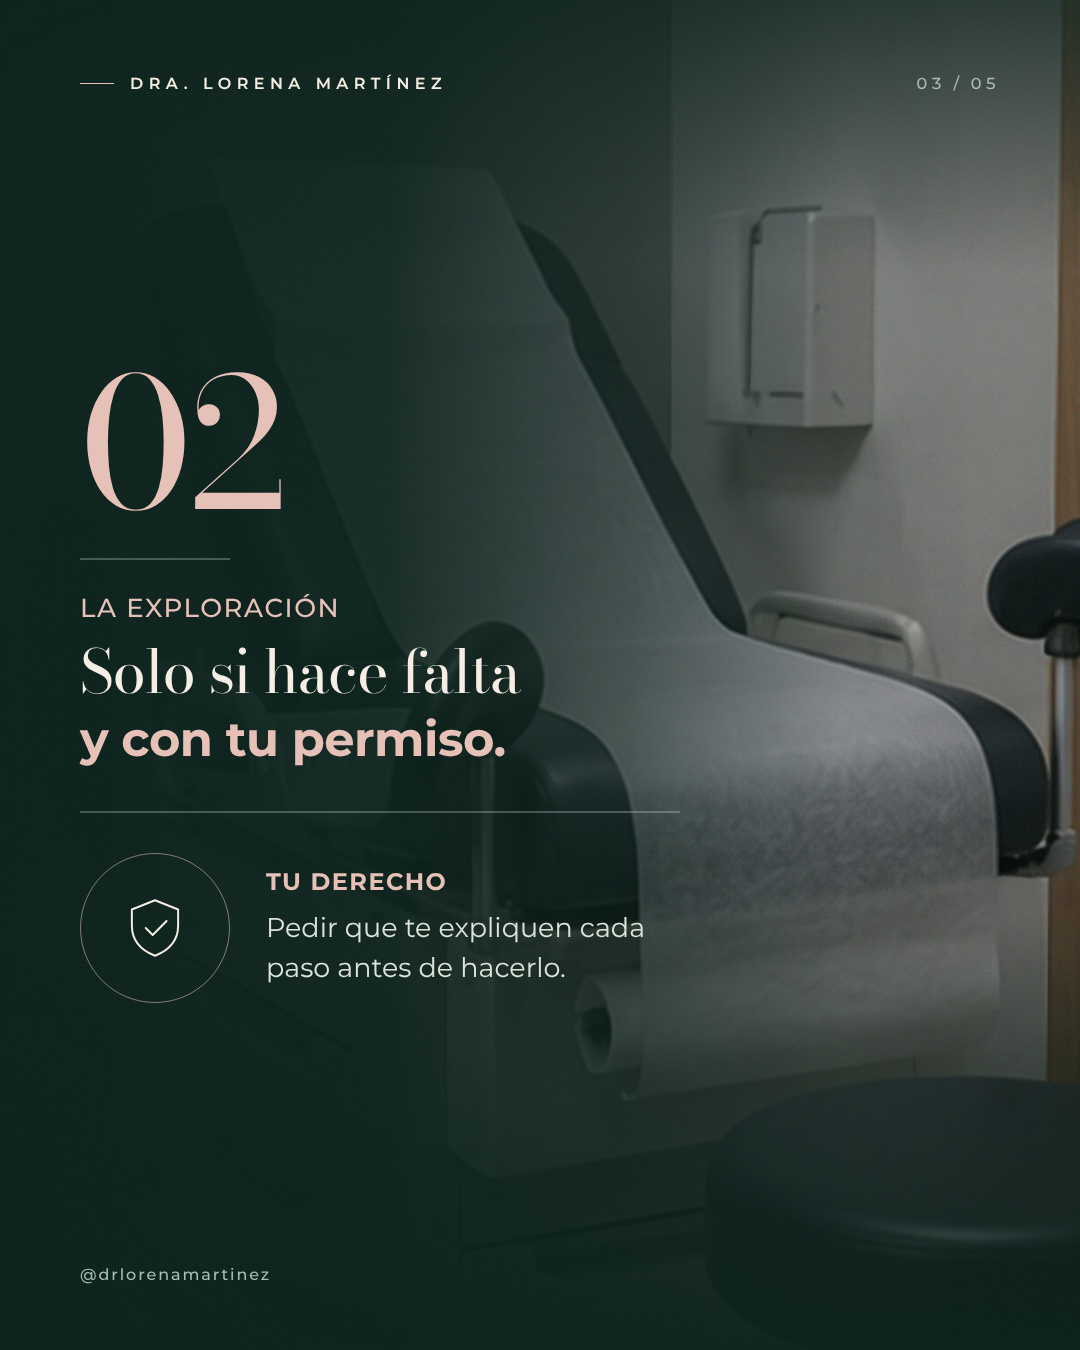 DRA. LORENA MARTÍNEZ
03 / 05
02
LA EXPLORACIÓN
Solo si hace falta
y con tu permiso.
TU DERECHO
Pedir que te expliquen cada
paso antes de hacerlo.
@drlorenamartinez